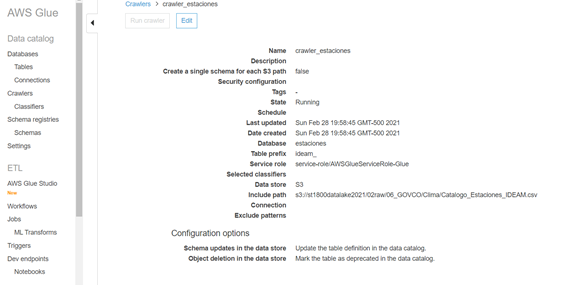 AWS Glue
Data catalog
Databases
Tables
Connections
Crawlers
Classifiers
Schema registries
Schemas
Settings
ETL
AWS Glue Studio
New
Workflows
Jobs
ML Transforms
Triggers
Dev endpoints
Notebooks
Crawlers > crawler_estaciones
Run crawler Edit
Name crawler_estaciones
Description
Create a single schema for each S3 path false
Security configuration
Tags -
State Running
Schedule
Last updated Sun Feb 28 19:58:45 GMT-500 2021
Date created Sun Feb 28 19:58:45 GMT-500 2021
Database estaciones
Table prefix ideam_
Service role service-role/AWSGlueServiceRole-Glue
Selected classifiers
Data store S3
Include path s3://st1800datalake2021/02raw/06_GOVCO/Clima/Catalogo_Estaciones_IDEAM.csv
Connection
Exclude patterns
Configuration options
Schema updates in the data store Update the table definition in the data catalog.
Object deletion in the data store Mark the table as deprecated in the data catalog.